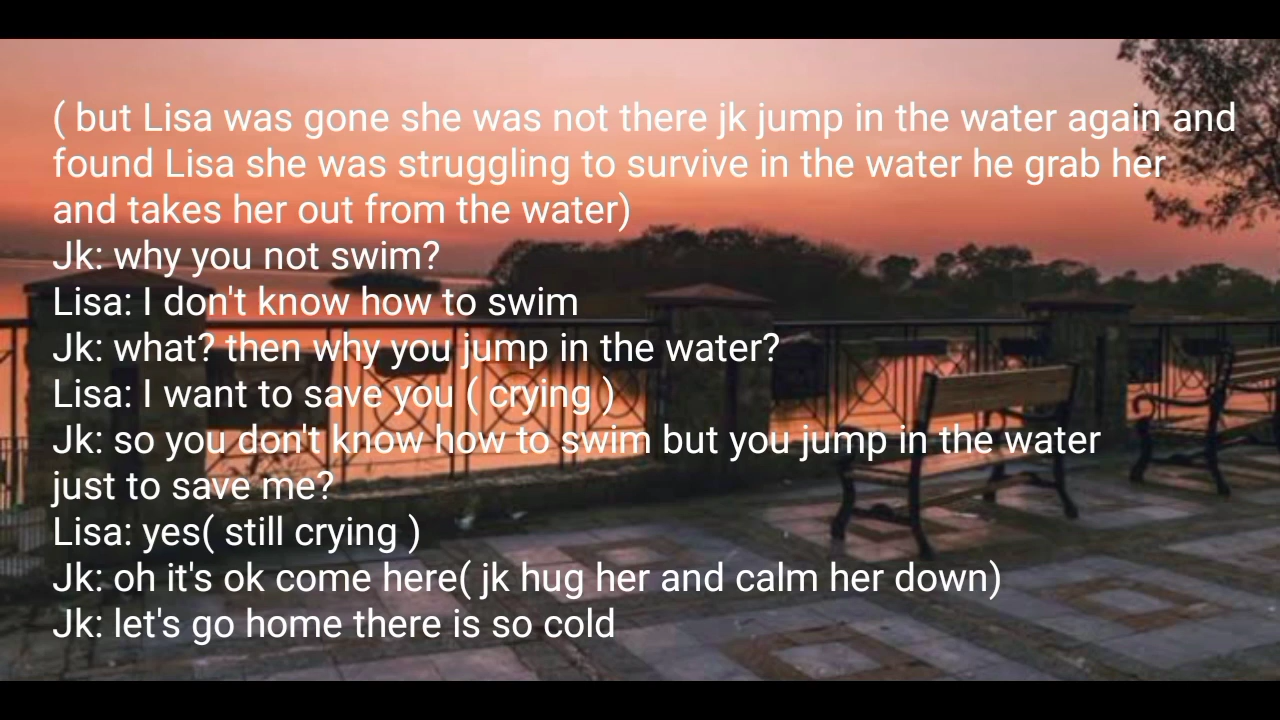 ( but Lisa was gone she was not there jk jump in the water again and
found Lisa she was struggling to survive in the water he grab her
and takes her out from the water)
Jk: why you not swim?
Lisa: I don't know how to swim
Jk: what? then why you jump in the water?
Lisa: I want to save you ( crying )
Jk: so you don't know how to swim but you jump in the water
just to save me?
Lisa: yes( still crying )
Jk: oh it's ok come here( jk hug her and calm her down)
Jk: let's go home there is so cold